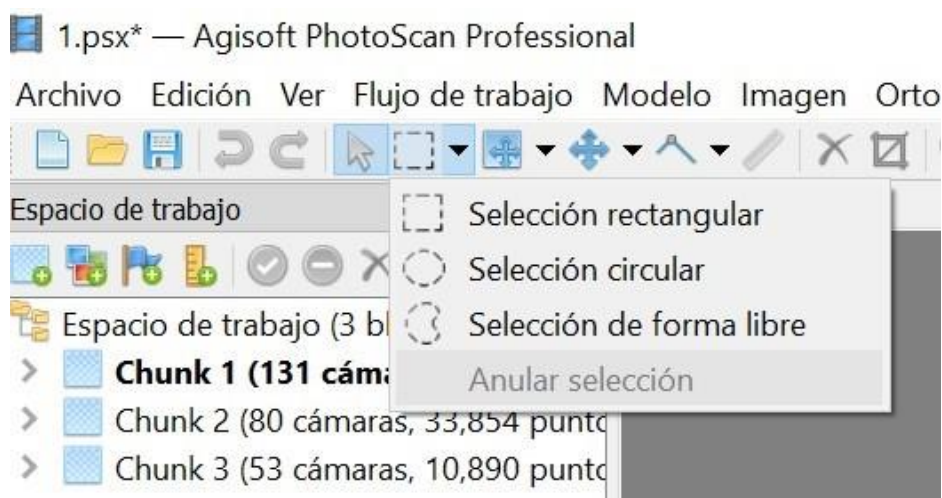 1.psx* — Agisoft PhotoScan Professional
Archivo Edición Ver Flujo de trabajo Modelo Imagen Orto
Espacio de trabajo
Selección rectangular
Selección circular
Selección de forma libre
Anular selección
Espacio de trabajo (3 bl
Chunk 1 (131 cáma
Chunk 2 (80 cámaras, 33,854 punto
Chunk 3 (53 cámaras, 10,890 punto